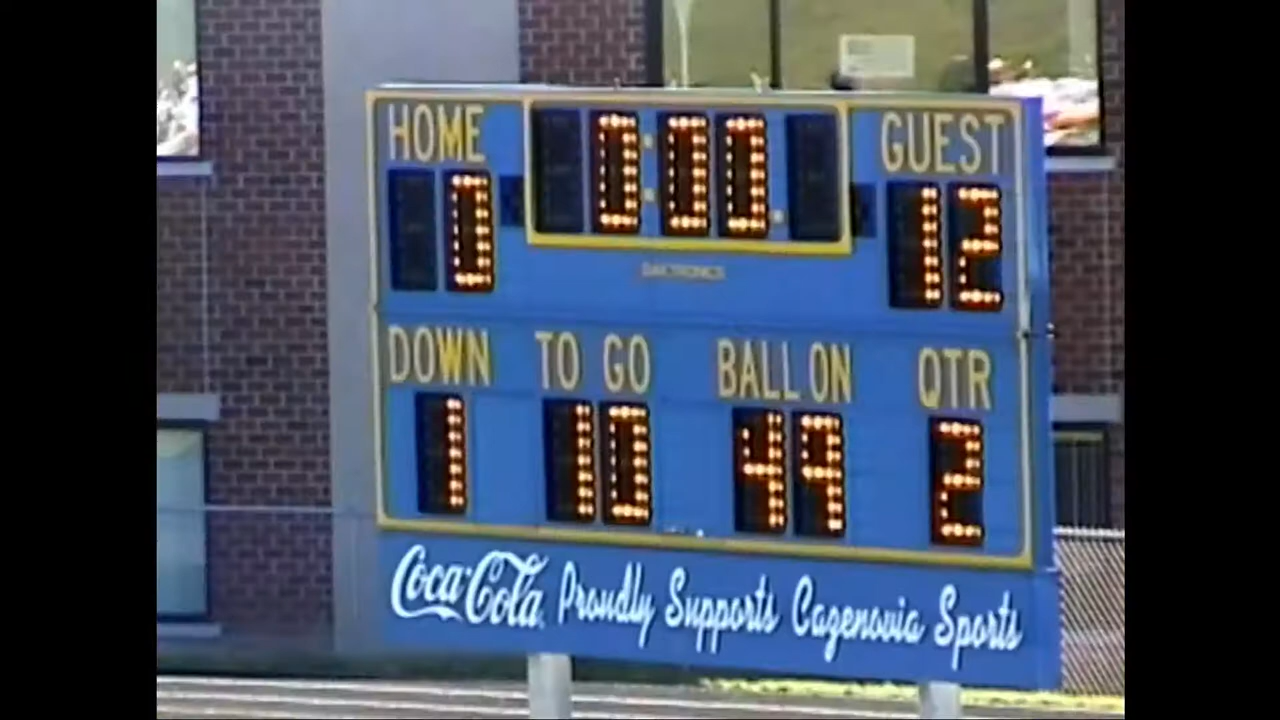 HOME 0:00. GUEST
0 12
DAKTRONICS
DOWN TO GO BALL ON QTR
1 10 49 2
Coca-Cola Proudly Supports Cazenovia Sports